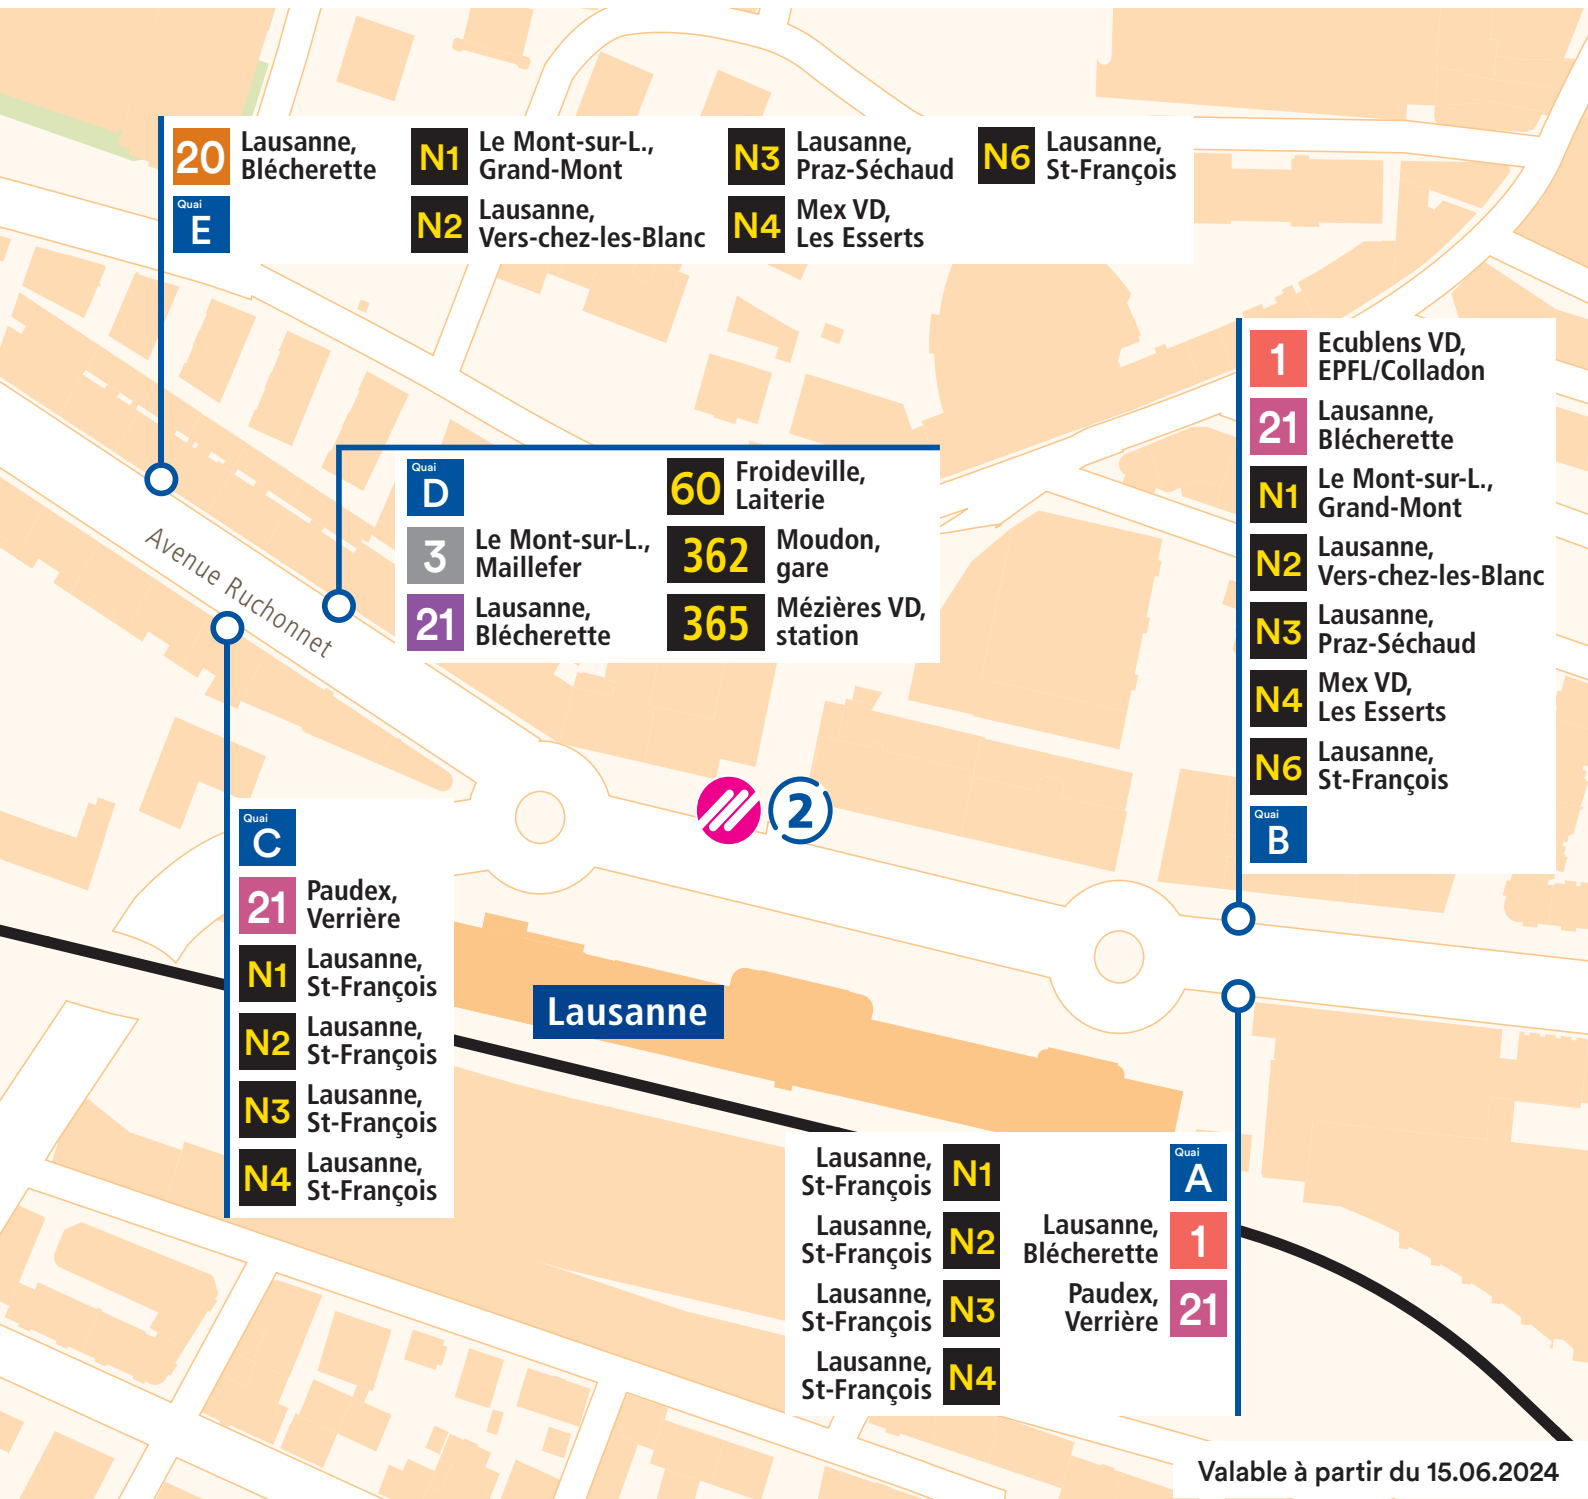 20
Lausanne,
Blécherette
Quai
E
N1
Le Mont-sur-L.,
Grand-Mont
N2
Lausanne,
Vers-chez-les-Blanc
N3
Lausanne,
Praz-Séchaud
N4
Mex VD,
Les Esserts
N6
Lausanne,
St-François
1
Ecublens VD,
EPFL/Colladon
21
Lausanne,
Blécherette
N1
Le Mont-sur-L.,
Grand-Mont
N2
Lausanne,
Vers-chez-les-Blanc
N3
Lausanne,
Praz-Séchaud
N4
Mex VD,
Les Esserts
N6
Lausanne,
St-François
Quai
B
Quai
D
3
Le Mont-sur-L.,
Maillefer
21
Lausanne,
Blécherette
60
Froideville,
Laiterie
362
Moudon,
gare
365
Mézières VD,
station
Avenue Ruchonnet
2
Quai
C
21
Paudex,
Verrière
N1
Lausanne,
St-François
N2
Lausanne,
St-François
N3
Lausanne,
St-François
N4
Lausanne,
St-François
Lausanne
Lausanne,
St-François
N1
Lausanne,
St-François
N2
Lausanne,
St-François
N3
Lausanne,
St-François
N4
Quai
A
Lausanne,
Blécherette
1
Paudex,
Verrière
21
Valable à partir du 15.06.2024